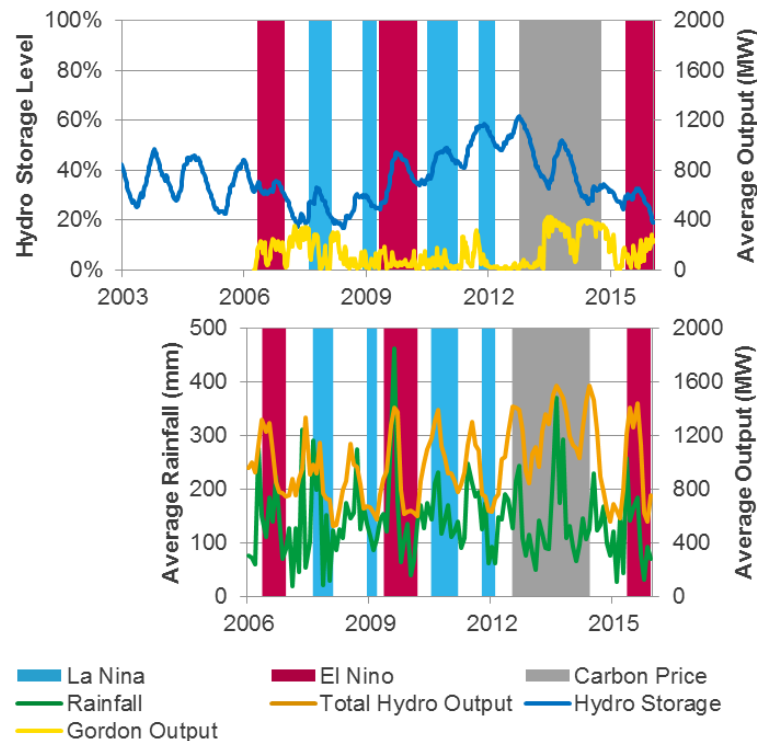 Hydro Storage Level
100%
80%
60%
40%
20%
0%
2003 2006 2009 2012 2015
2000
1600
1200
800
400
0
Average Output (MW)
Average Rainfall (mm)
500
400
300
200
100
0
2006 2009 2012 2015
2000
1600
1200
800
400
0
Average Output (MW)
La Nina El Nino Carbon Price
Rainfall Total Hydro Output Hydro Storage
Gordon Output